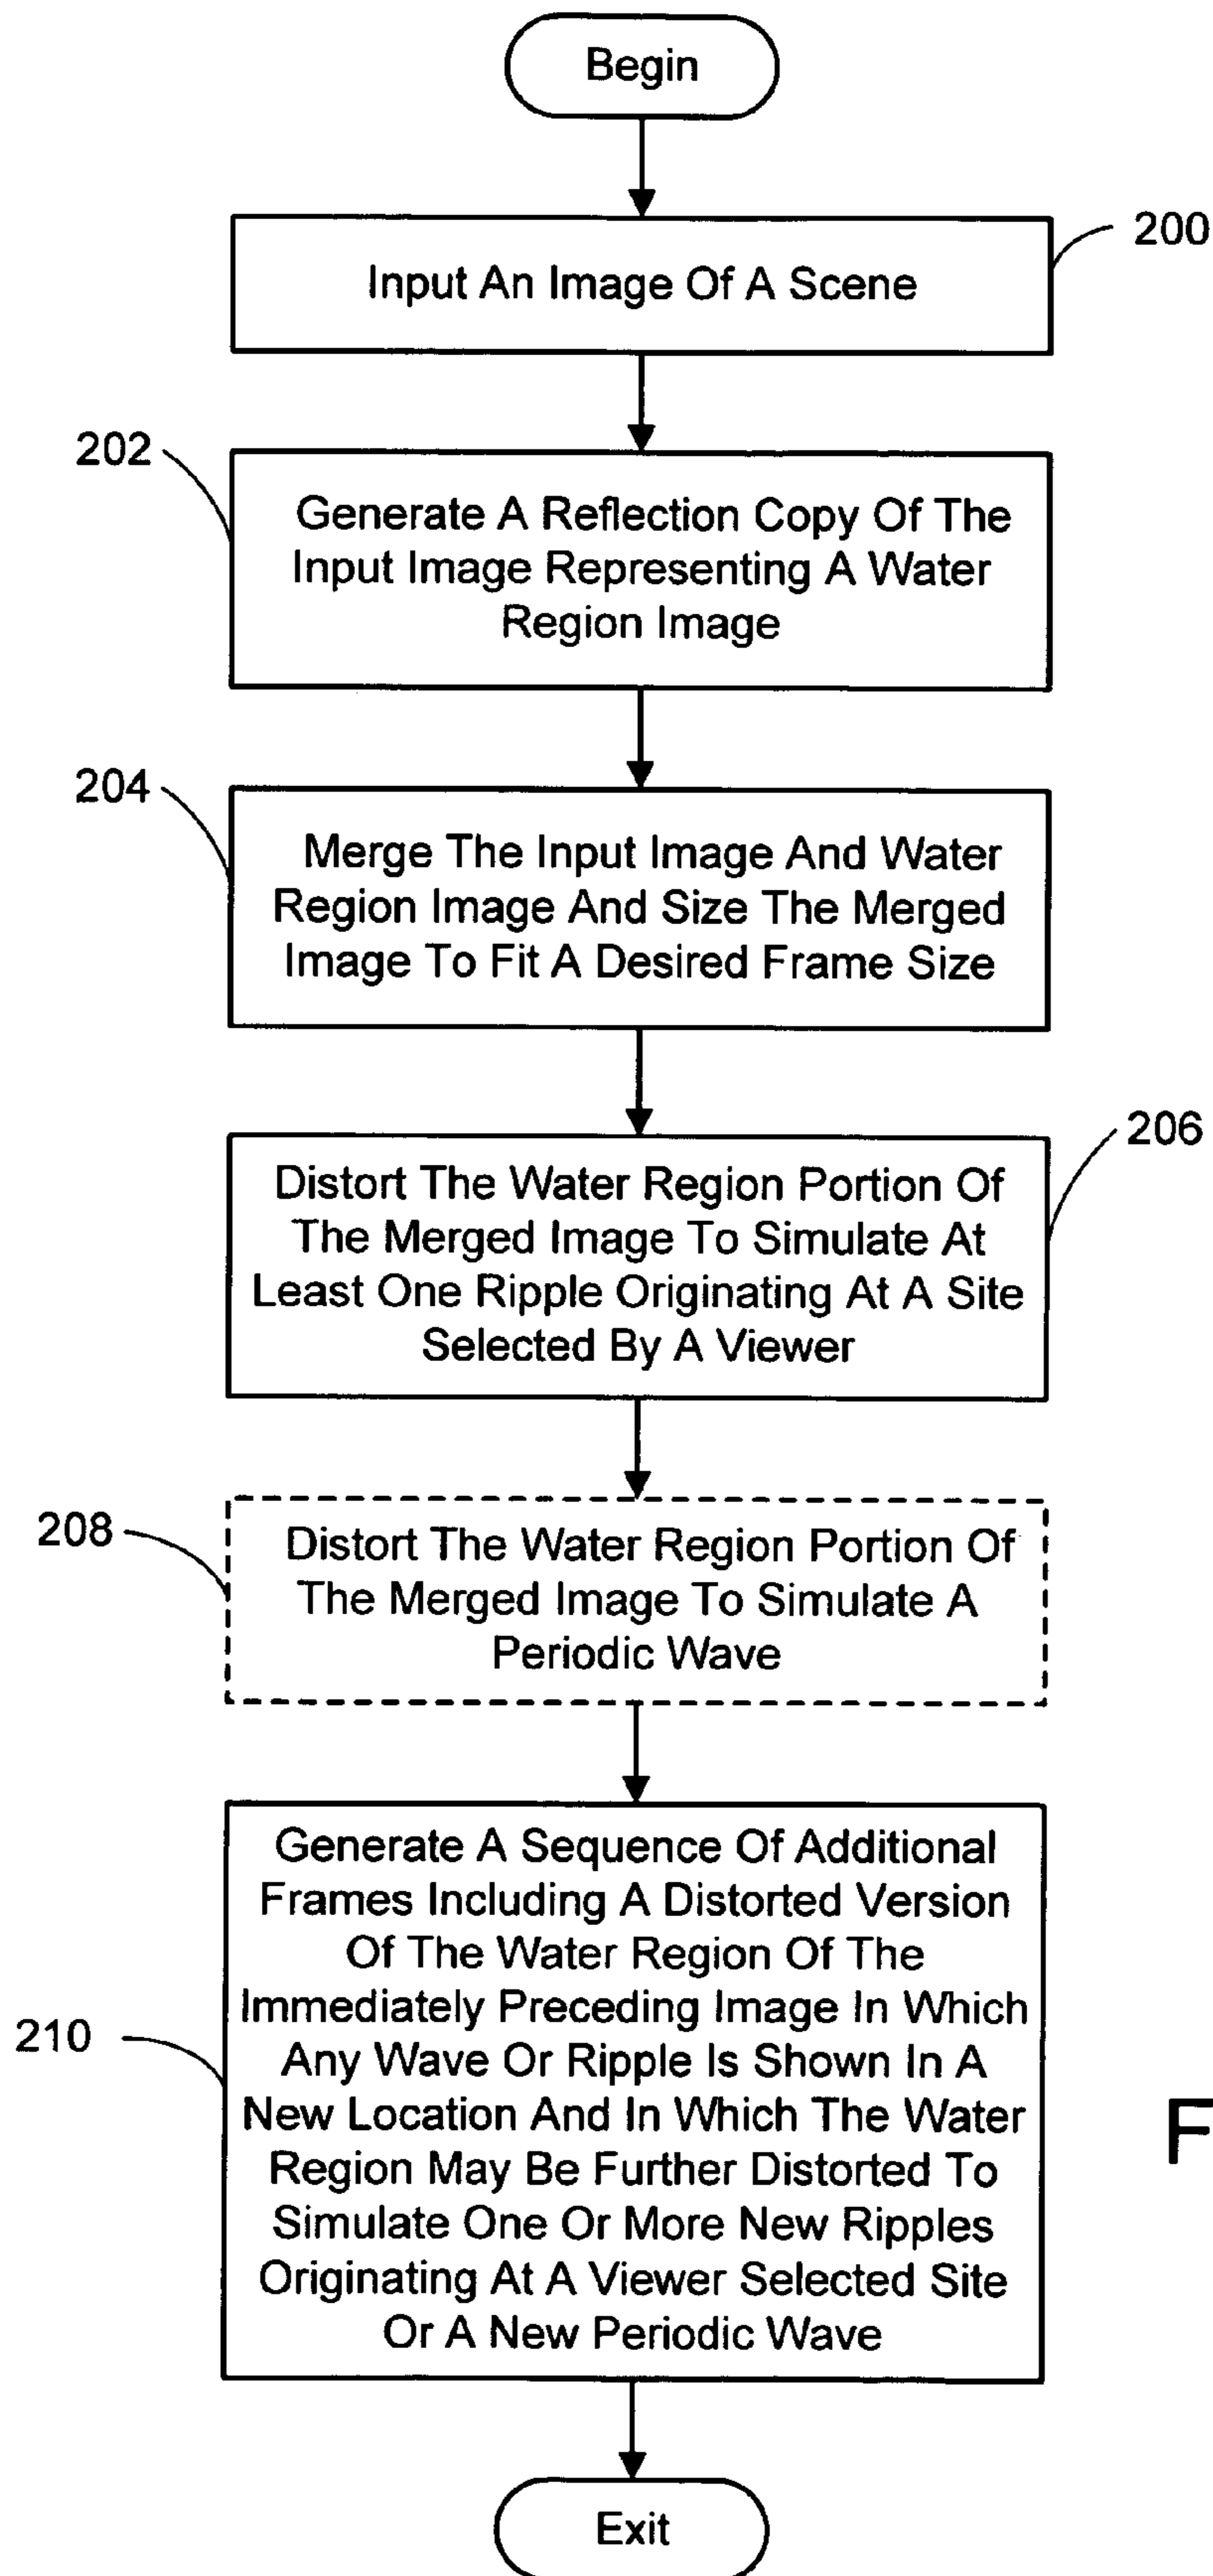 Begin
200
Input An Image Of A Scene
202
Generate A Reflection Copy Of The
Input Image Representing A Water
Region Image
204
Merge The Input Image And Water
Region Image And Size The Merged
Image To Fit A Desired Frame Size
206
Distort The Water Region Portion Of
The Merged Image To Simulate At
Least One Ripple Originating At A Site
Selected By A Viewer
208
Distort The Water Region Portion Of
The Merged Image To Simulate A
Periodic Wave
210
Generate A Sequence Of Additional
Frames Including A Distorted Version
Of The Water Region Of The
Immediately Preceding Image In Which
Any Wave Or Ripple Is Shown In A
New Location And In Which The Water
Region May Be Further Distorted To
Simulate One Or More New Ripples
Originating At A Viewer Selected Site
Or A New Periodic Wave
F
Exit